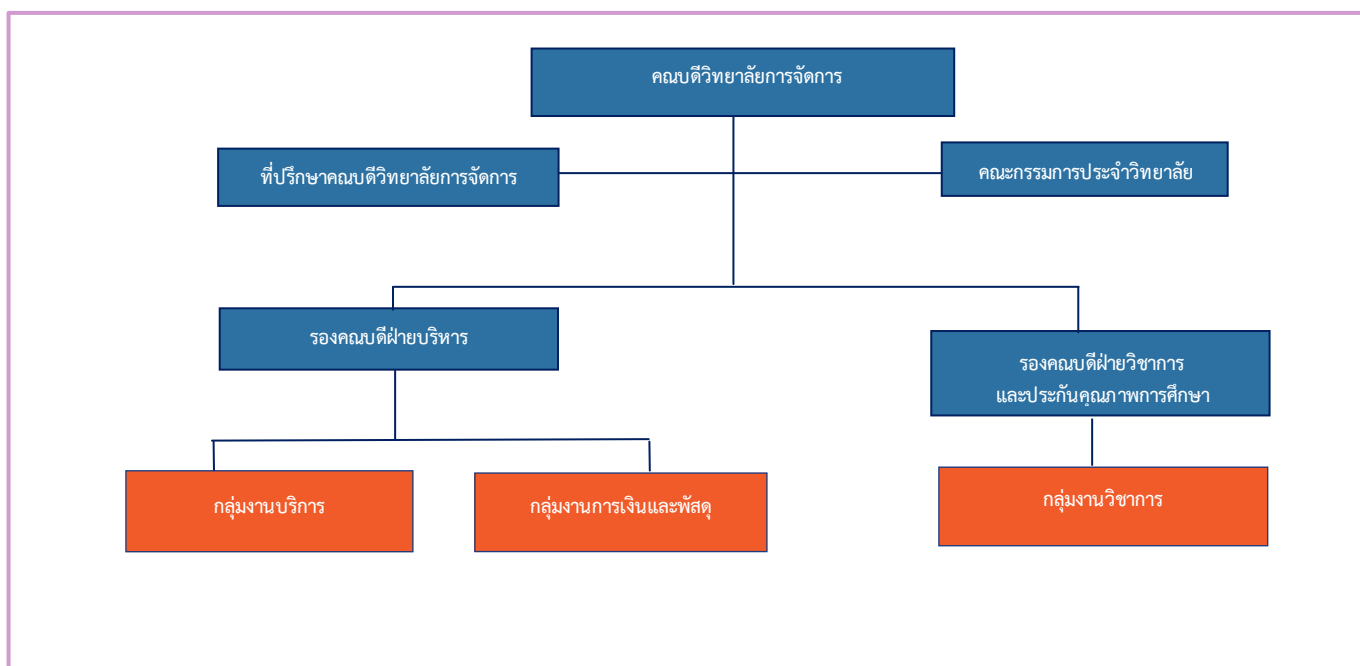 คณบดีวิทยาลัยการจัดการ
ที่ปรึกษาคณบดีวิทยาลัยการจัดการ
คณะกรรมการประจำวิทยาลัย
รองคณบดีฝ่ายบริหาร
รองคณบดีฝ่ายวิชาการ
และประกันคุณภาพการศึกษา
กลุ่มงานบริการ
กลุ่มงานการเงินและพัสดุ
กลุ่มงานวิชาการ